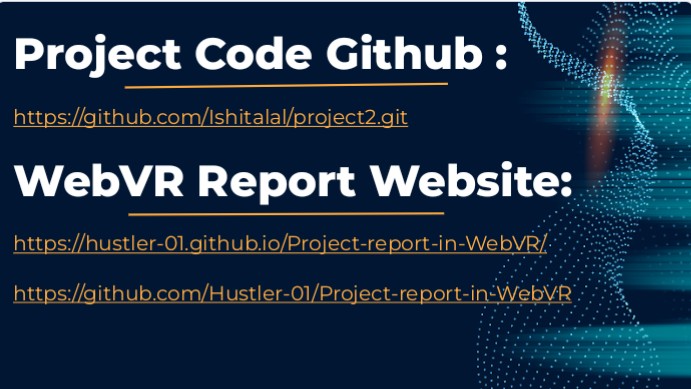 Project Code Github :
https://github.com/Ishitalal/project2.git
WebVR Report Website:
https://hustler-01.github.io/Project-report-in-WebVR/
https://github.com/Hustler-01/Project-report-in-WebVR